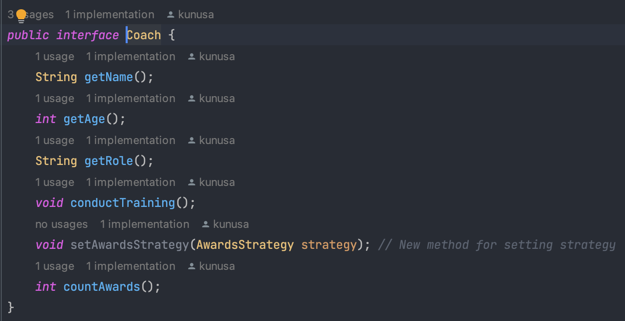 3 usages 1 implementation kunusa
public interface Coach {
1 usage 1 implementation kunusa
String getName();
1 usage 1 implementation kunusa
int getAge();
1 usage 1 implementation kunusa
String getRole();
1 usage 1 implementation kunusa
void conductTraining();
no usages 1 implementation kunusa
void setAwardsStrategy(AwardsStrategy strategy); // New method for setting strategy
1 usage 1 implementation kunusa
int countAwards();
}